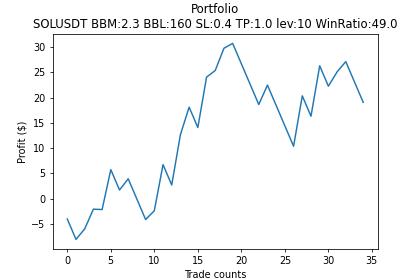 Portfolio
SOLUSDT BBM:2.3 BBL:160 SL:0.4 TP:1.0 lev:10 WinRatio:49.0
30
25
20
15
10
5
0
−5
Profit ($)
0 5 10 15 20 25 30 35
Trade counts